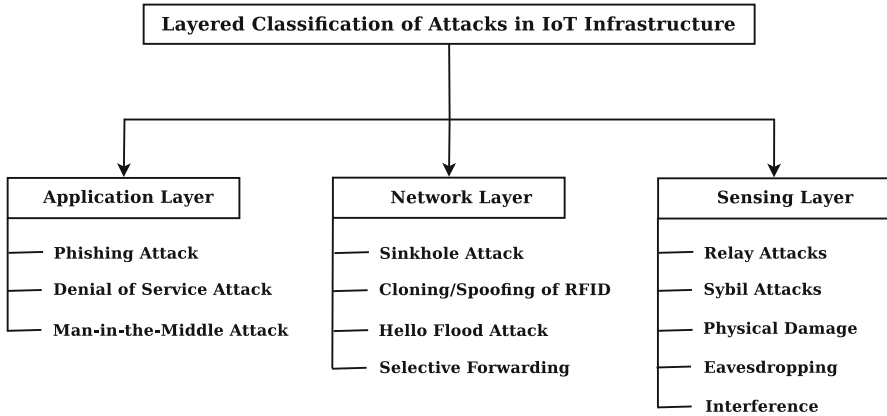 Layered Classification of Attacks in IoT Infrastructure
Application Layer
Phishing Attack
Denial of Service Attack
Man-in-the-Middle Attack
Network Layer
Sinkhole Attack
Cloning/Spoofing of RFID
Hello Flood Attack
Selective Forwarding
Sensing Layer
Relay Attacks
Sybil Attacks
Physical Damage
Eavesdropping
Interference